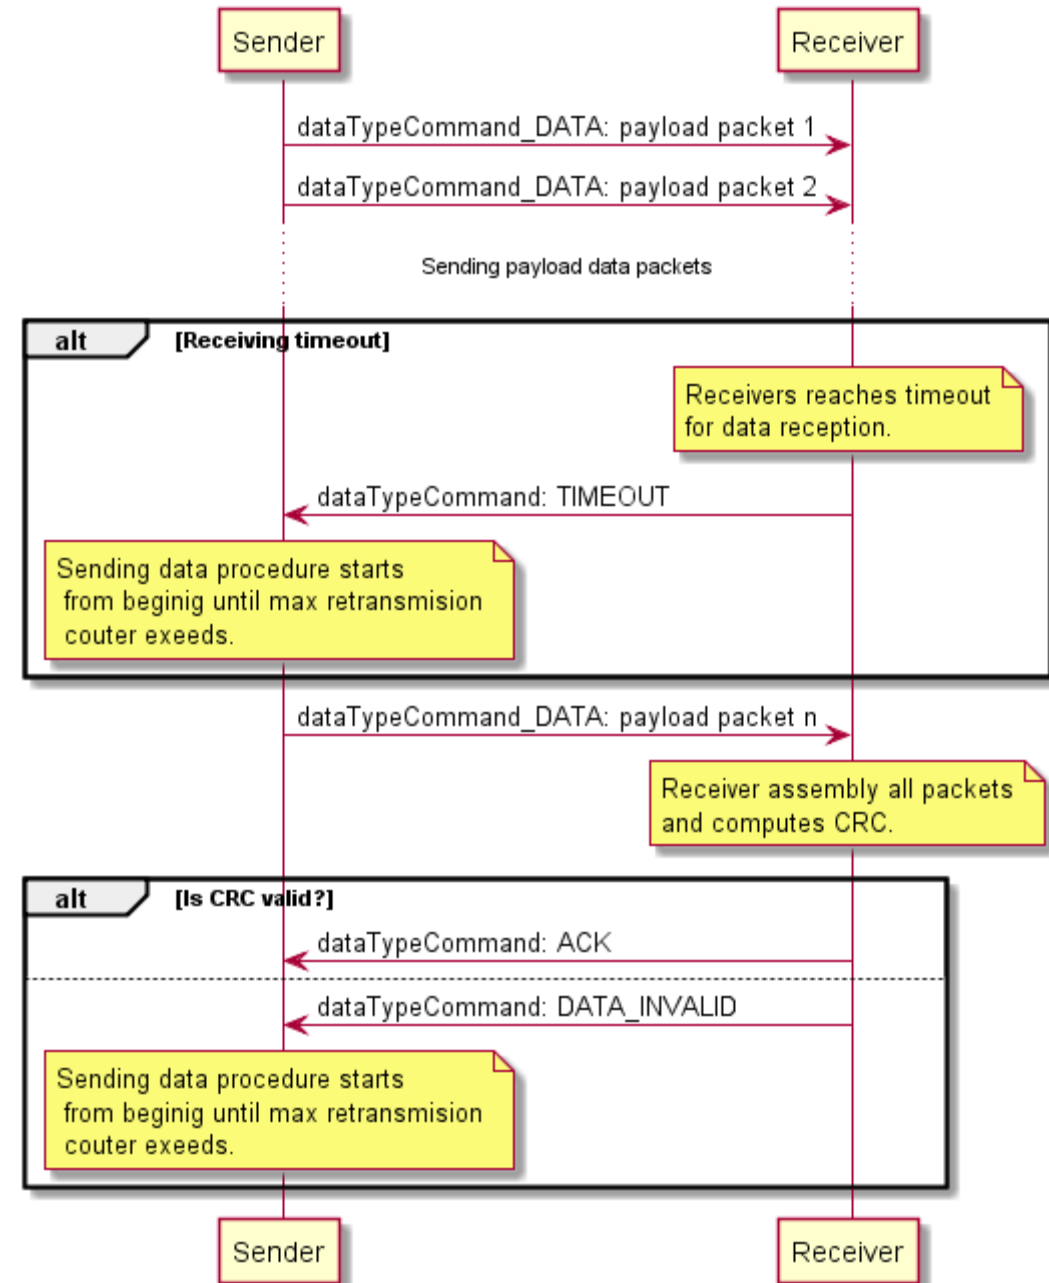 Sender
Receiver
dataTypeCommand_DATA: payload packet 1
dataTypeCommand_DATA: payload packet 2
Sending payload data packets
alt
[Receiving timeout]
Receivers reaches timeout
for data reception.
dataTypeCommand: TIMEOUT
Sending data procedure starts
from beginig until max retransmision
couter exeeds.
dataTypeCommand_DATA: payload packet n
Receiver assembly all packets
and computes CRC.
alt
[Is CRC valid?]
dataTypeCommand: ACK
dataTypeCommand: DATA_INVALID
Sending data procedure starts
from beginig until max retransmision
couter exeeds.
Sender
Receiver